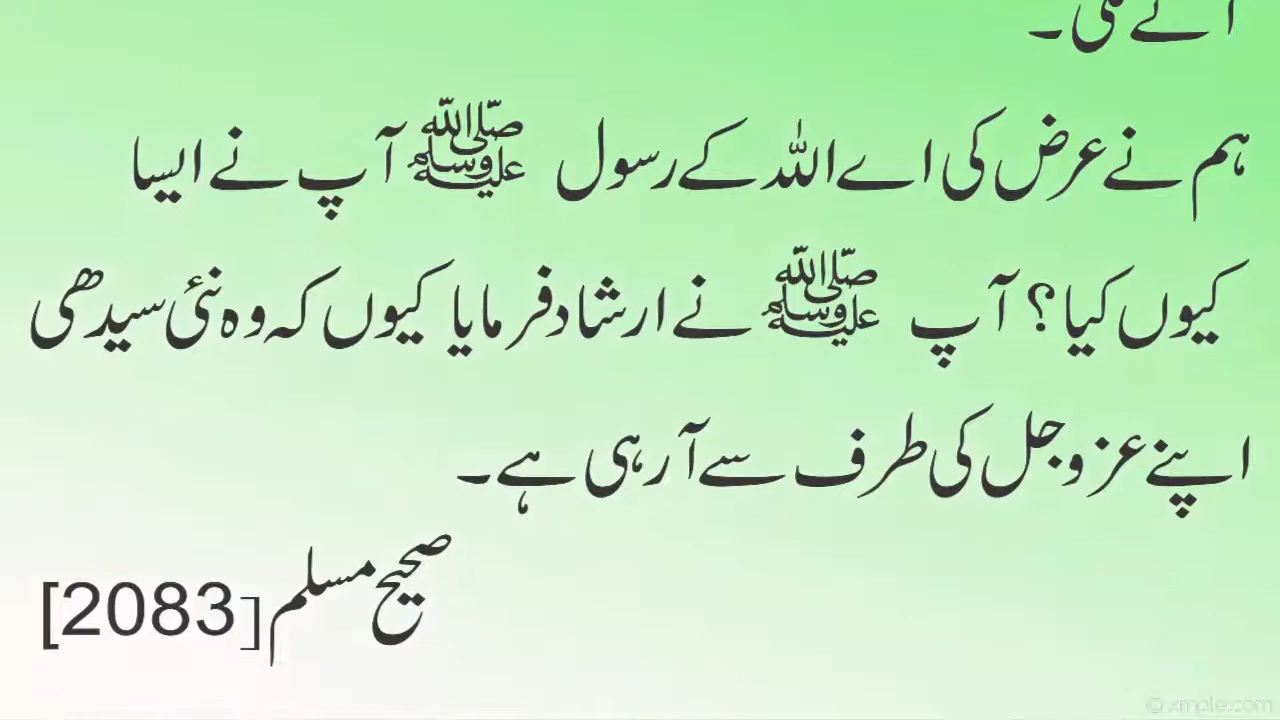 ہم نے عرض کی اے اللہ کے رسول ﷺ آپ نے ایسا
کیوں کیا؟ آپ ﷺ نے ارشاد فرمایا کیوں کہ وہ نئی سیدھی
اپنے عزوجل کی طرف سے آ رہی ہے۔
صحیح مسلم [2083]